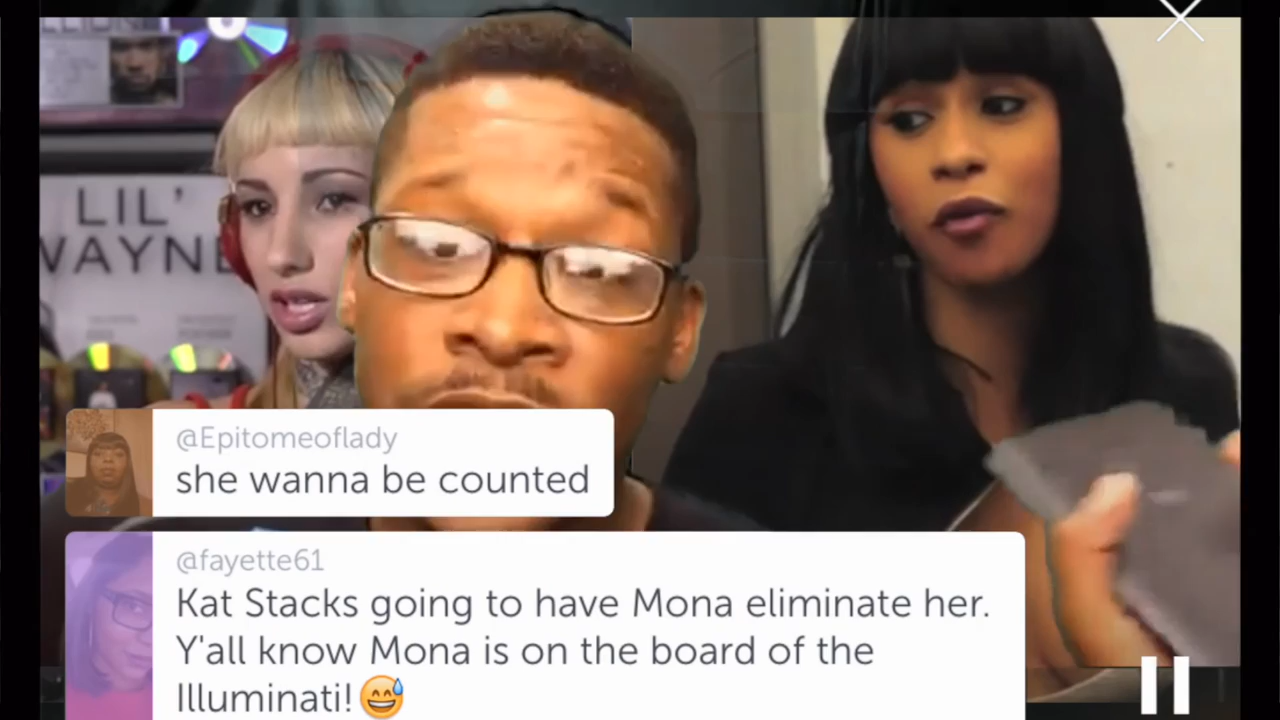 LIL'
WAYNE
@Epitomeoflady
she wanna be counted
@fayette61
Kat Stacks going to have Mona eliminate her.
Y'all know Mona is on the board of the
Illuminati!😅